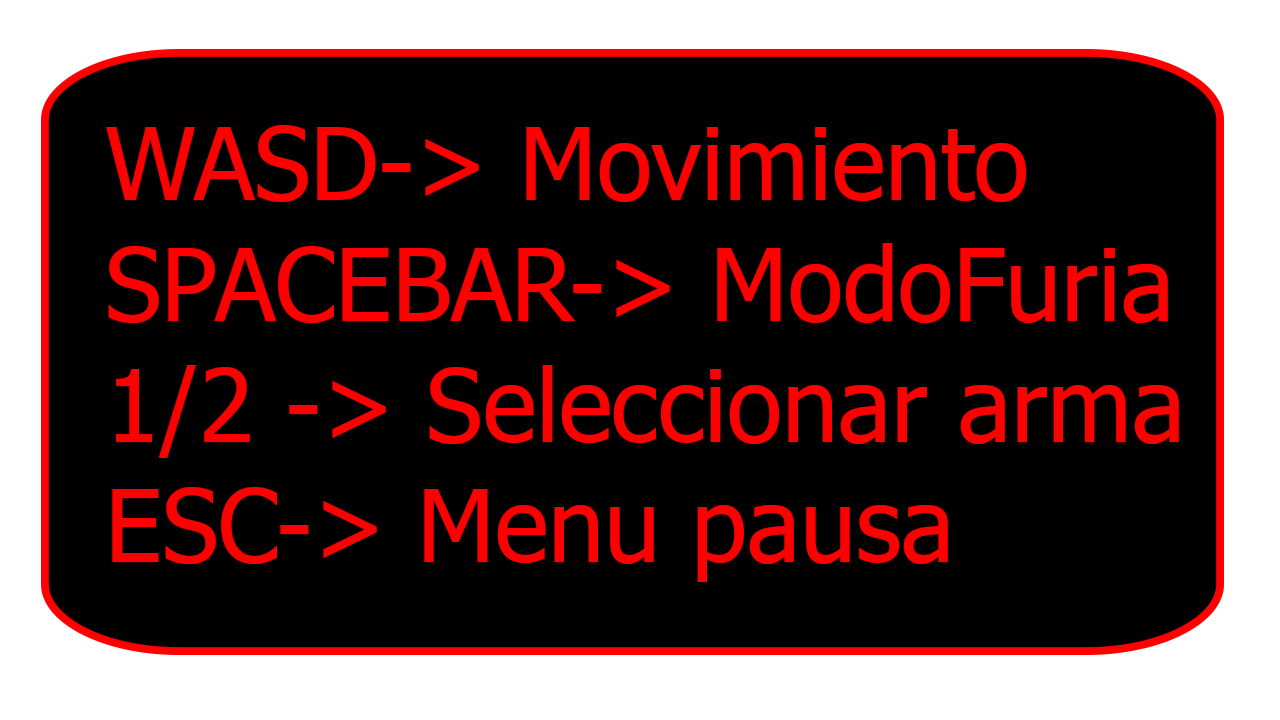 WASD-> Movimiento
SPACEBAR-> ModoFuria
1/2 -> Seleccionar arma
ESC-> Menu pausa